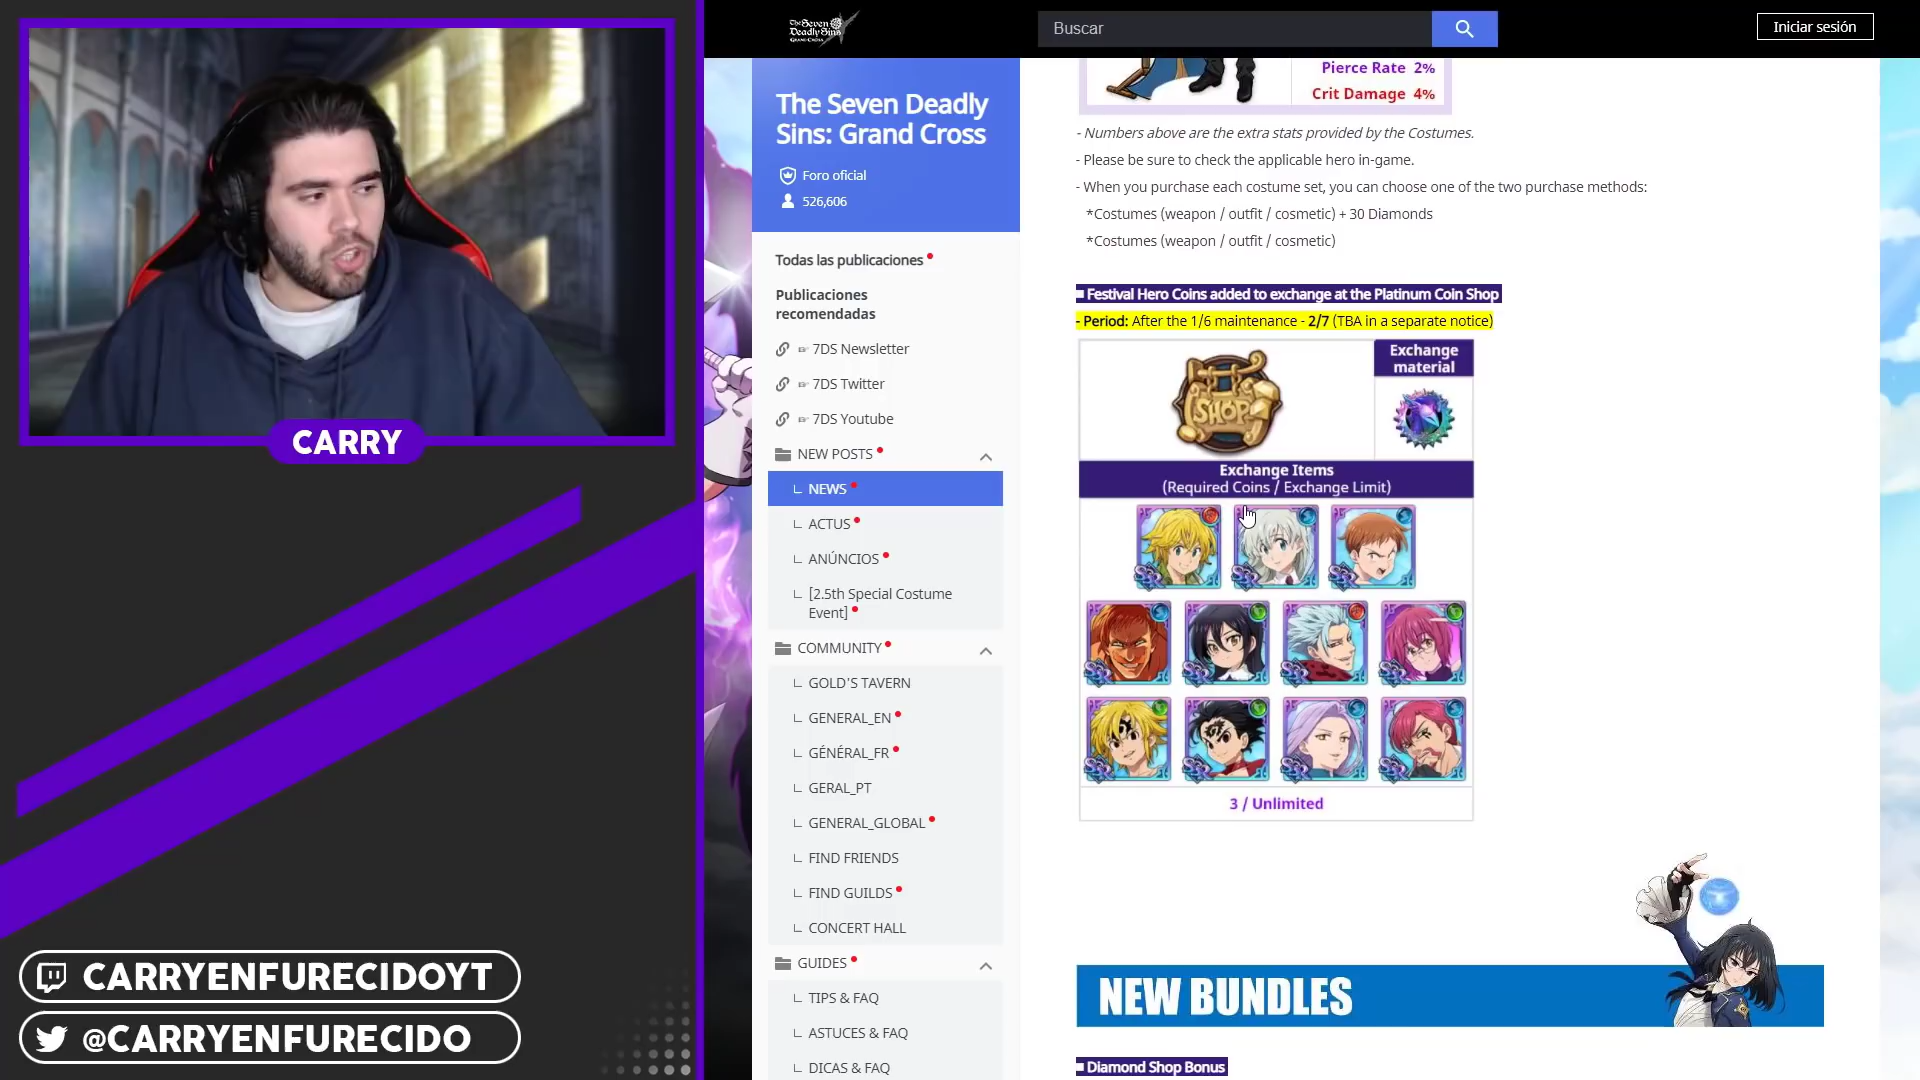 CARRY
CARRYENFURECIDOYT
@CARRYENFURECIDO
The Seven
Deadly Sins
GRAND CROSS
Buscar
Iniciar sesión
The Seven Deadly
Sins: Grand Cross
Foro oficial
526,606
Todas las publicaciones
Publicaciones
recomendadas
☞ 7DS Newsletter
☞ 7DS Twitter
☞ 7DS Youtube
NEW POSTS
∟ NEWS
∟ ACTUS
∟ ANÚNCIOS
∟ [2.5th Special Costume
Event]
COMMUNITY
∟ GOLD'S TAVERN
∟ GENERAL_EN
∟ GÉNÉRAL_FR
∟ GERAL_PT
∟ GENERAL_GLOBAL
∟ FIND FRIENDS
∟ FIND GUILDS
∟ CONCERT HALL
GUIDES
∟ TIPS & FAQ
∟ ASTUCES & FAQ
∟ DICAS & FAQ
Pierce Rate 2%
Crit Damage 4%
- Numbers above are the extra stats provided by the Costumes.
- Please be sure to check the applicable hero in-game.
- When you purchase each costume set, you can choose one of the two purchase methods:
*Costumes (weapon / outfit / cosmetic) + 30 Diamonds
*Costumes (weapon / outfit / cosmetic)
■ Festival Hero Coins added to exchange at the Platinum Coin Shop
- Period: After the 1/6 maintenance - 2/7 (TBA in a separate notice)
SHOP
Exchange
material
Exchange Items
(Required Coins / Exchange Limit)
3 / Unlimited
NEW BUNDLES
■ Diamond Shop Bonus